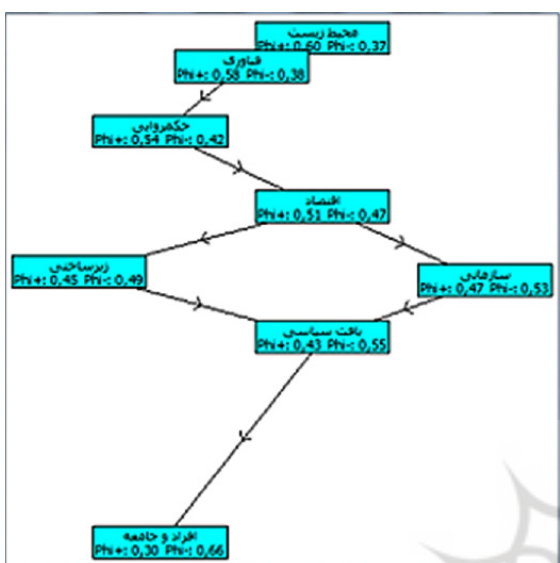 محیط زیست
Phi+: 0,60 Phi-: 0,37
فناوری
Phi+: 0,58 Phi-: 0,38
حکمروایی
Phi+: 0,54 Phi-: 0,42
اقتصاد
Phi+: 0,51 Phi-: 0,47
زیرساختی
Phi+: 0,45 Phi-: 0,49
سازمانی
Phi+: 0,47 Phi-: 0,53
بافت سیاسی
Phi+: 0,43 Phi-: 0,55
افراد و جامعه
Phi+: 0,30 Phi-: 0,66